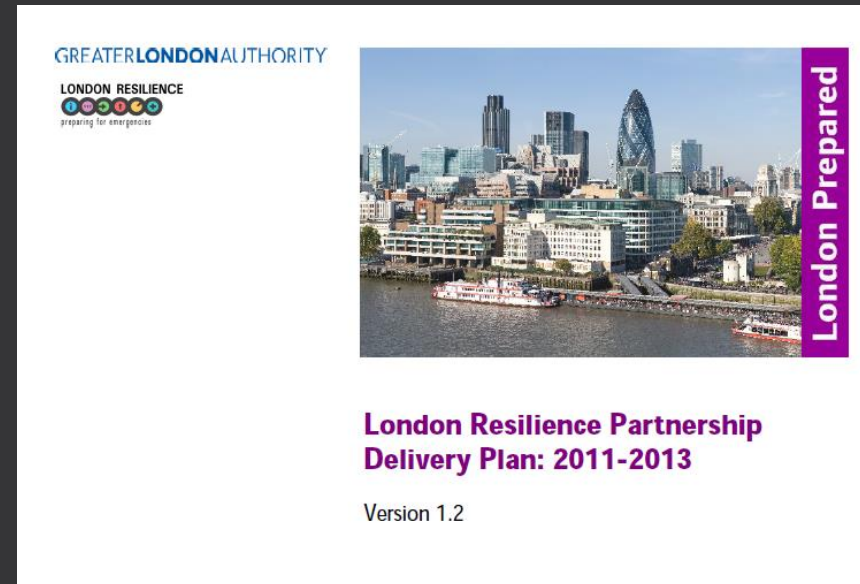 GREATERLONDONAUTHORITY
LONDON RESILIENCE
preparing for emergencies
London Prepared
London Resilience Partnership
Delivery Plan: 2011-2013
Version 1.2